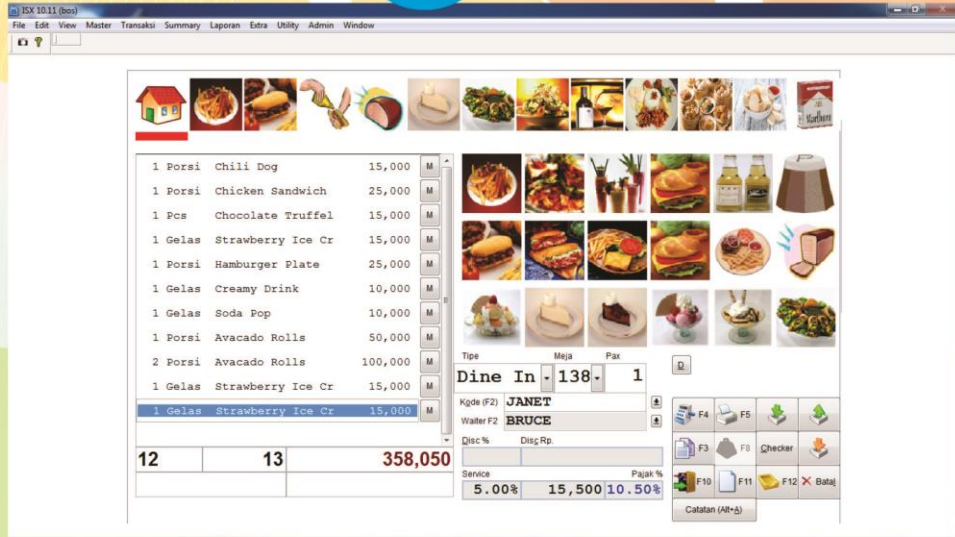 ISX 10.11 (bos)
File Edit View Master Transaksi Summary Laporan Extra Utility Admin Window
Marlboro
1 Porsi Chili Dog 15,000 M
1 Porsi Chicken Sandwich 25,000 M
1 Pcs Chocolate Truffel 15,000 M
1 Gelas Strawberry Ice Cr 15,000 M
1 Porsi Hamburger Plate 25,000 M
1 Gelas Creamy Drink 10,000 M
1 Gelas Soda Pop 10,000 M
1 Porsi Avacado Rolls 50,000 M
2 Porsi Avacado Rolls 100,000 M
1 Gelas Strawberry Ice Cr 15,000 M
1 Gelas Strawberry Ice Cr 15,000 M
12 13 358,050
Tipe Meja Pax
Dine In 138 1
D
Kode (F2) JANET
Waiter F2 BRUCE
Disc % Disc Rp.
Service Pajak %
5.00% 15,500 10.50%
F4 F5
F3 F8 Checker
F10 F11 F12 Batal
Catatan (Alt+A)